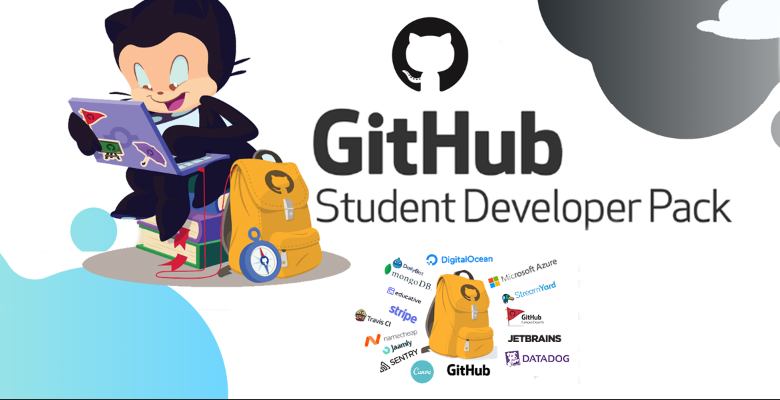 GitHub
Student Developer Pack
DigitalOcean
Microsoft Azure
mongoDB
StreamYard
educative
stripe
GitHub
Travis CI
namecheap
JETBRAINS
Jaamly
DATADOG
SENTRY
Canva
GitHub